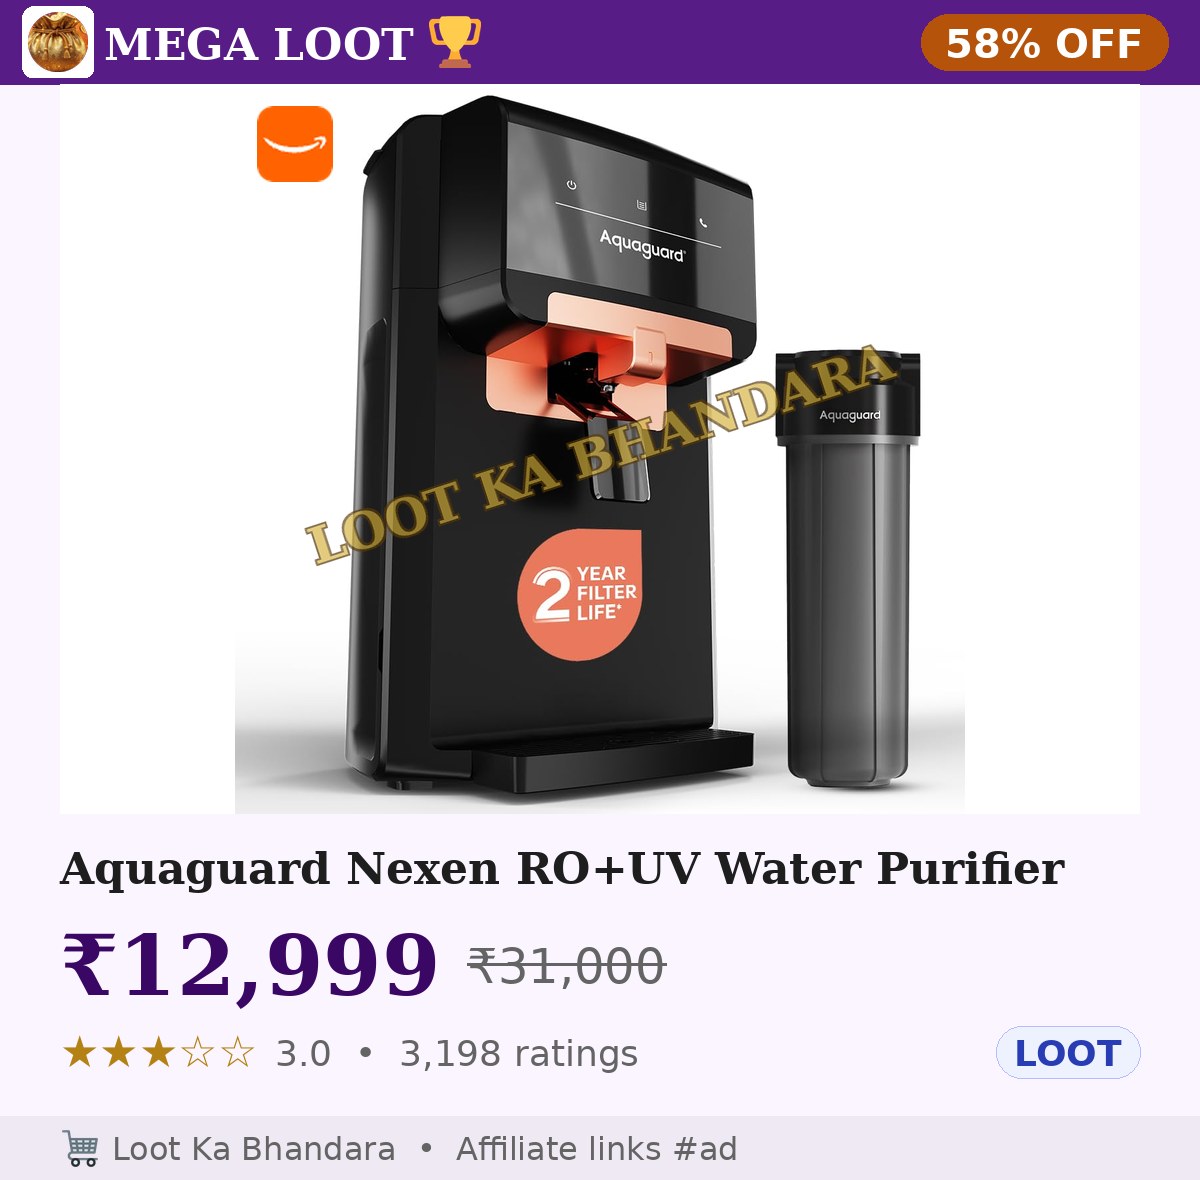 MEGA LOOT 🏆
58% OFF
Aquaguard
LOOT KA BHANDARA
Aquaguard
2 YEAR
FILTER
LIFE*
Aquaguard Nexen RO+UV Water Purifier
₹12,999 ₹31,000
★★★☆☆ 3.0 • 3,198 ratings
LOOT
Loot Ka Bhandara • Affiliate links #ad